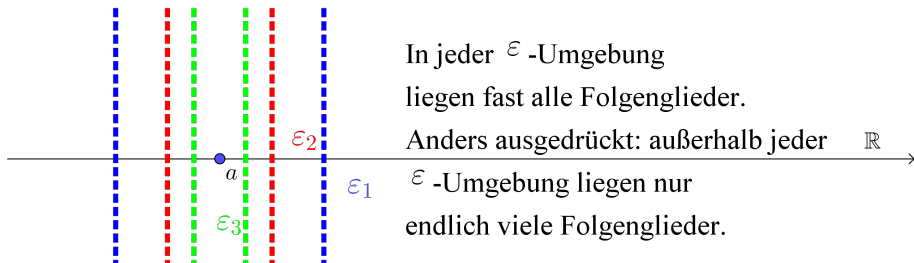 In jeder ε -Umgebung
liegen fast alle Folgenglieder.
Anders ausgedrückt: außerhalb jeder
ε -Umgebung liegen nur
endlich viele Folgenglieder.
ℝ
ε₂
a
ε₁
ε₃